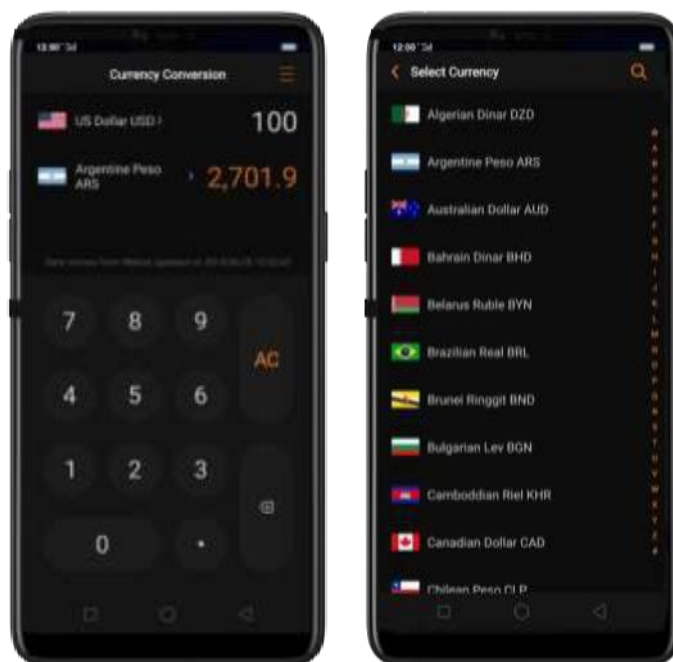 12:00
Currency Conversion
US Dollar USD
100
Argentine Peso
ARS
2,701.9
7
8
9
AC
4
5
6
1
2
3
0
.
12:00
Select Currency
Algerian Dinar DZD
Argentine Peso ARS
Australian Dollar AUD
Bahrain Dinar BHD
Belarus Ruble BYN
Brazilian Real BRL
Brunei Ringgit BND
Bulgarian Lev BGN
Camboddian Riel KHR
Canadian Dollar CAD
Chilean Peso CLP